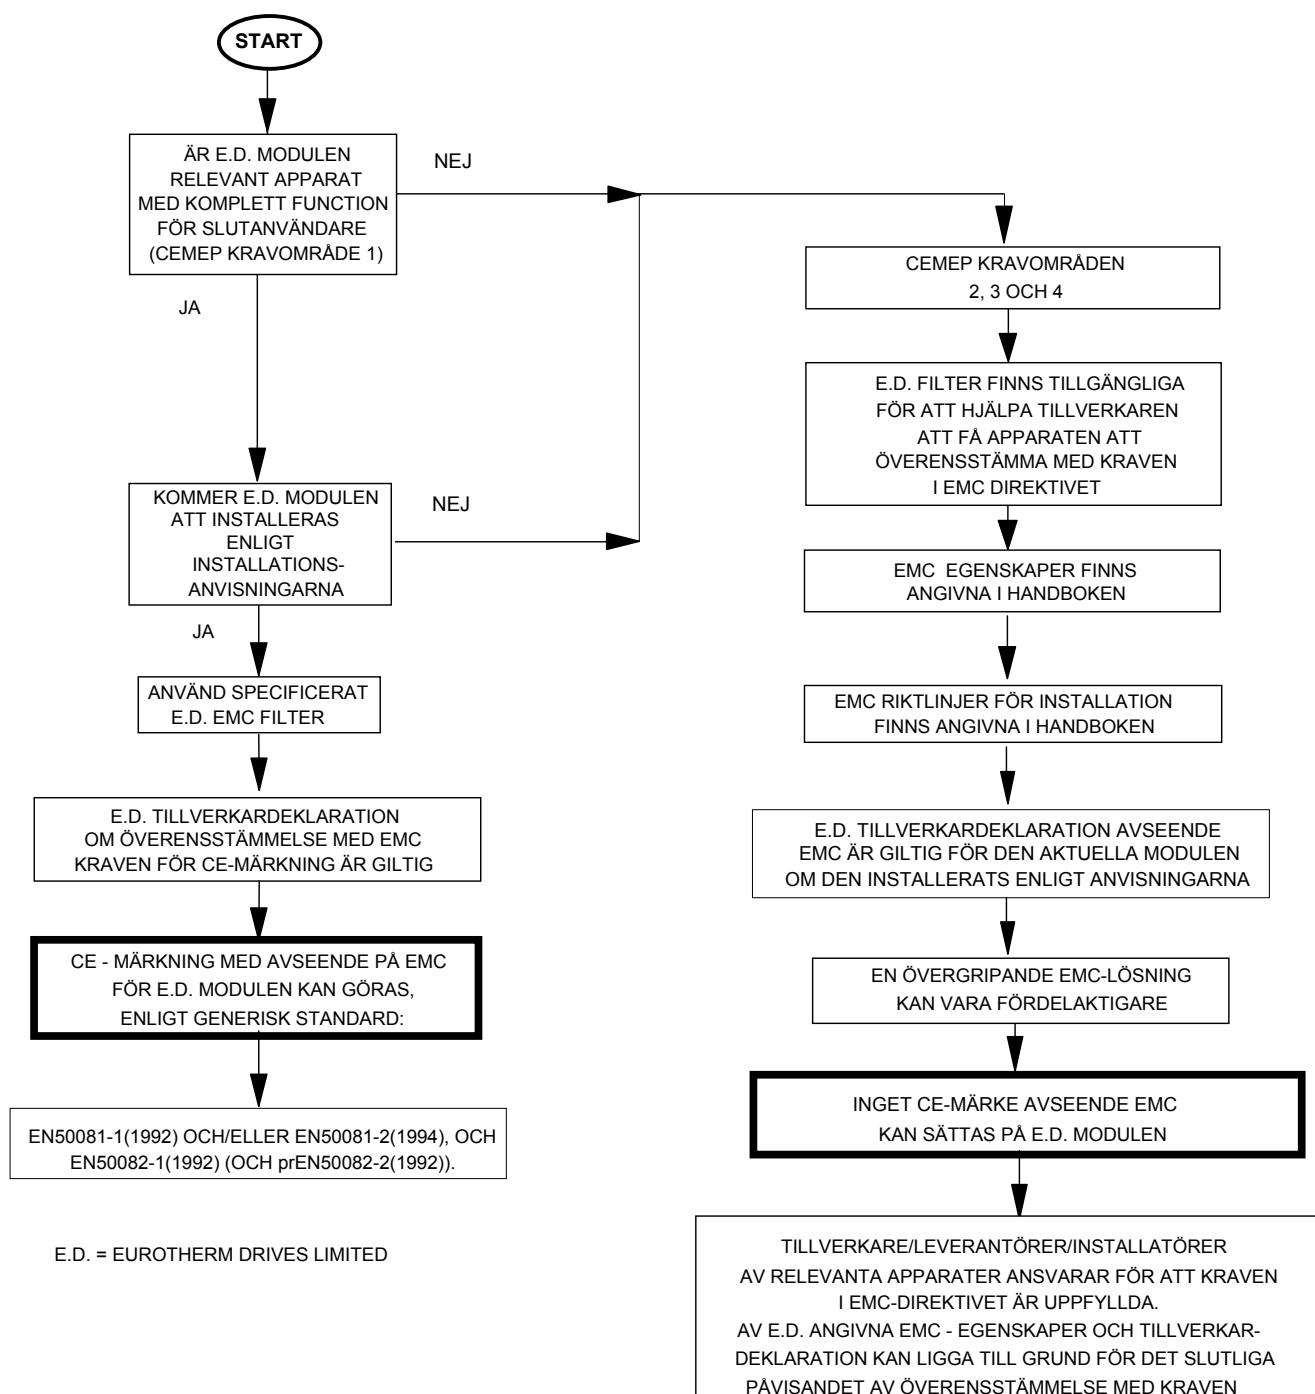 START
ÄR E.D. MODULEN
RELEVANT APPARAT
MED KOMPLETT FUNCTION
FÖR SLUTANVÄNDARE
(CEMEP KRAVOMRÅDE 1)
NEJ
JA
KOMMER E.D. MODULEN
ATT INSTALLERAS
ENLIGT
INSTALLATIONS-
ANVISNINGARNA
NEJ
JA
ANVÄND SPECIFICERAT
E.D. EMC FILTER
E.D. TILLVERKARDEKLARATION
OM ÖVERENSSTÄMMELSE MED EMC
KRAVEN FÖR CE-MÄRKNING ÄR GILTIG
CE - MÄRKNING MED AVSEENDE PÅ EMC
FÖR E.D. MODULEN KAN GÖRAS,
ENLIGT GENERISK STANDARD:
EN50081-1(1992) OCH/ELLER EN50081-2(1994), OCH
EN50082-1(1992) (OCH prEN50082-2(1992)).
E.D. = EUROTHERM DRIVES LIMITED
CEMEP KRAVOMRÅDEN
2, 3 OCH 4
E.D. FILTER FINNS TILLGÄNGLIGA
FÖR ATT HJÄLPA TILLVERKAREN
ATT FÅ APPARATEN ATT
ÖVERENSSTÄMMA MED KRAVEN
I EMC DIREKTIVET
EMC EGENSKAPER FINNS
ANGIVNA I HANDBOKEN
EMC RIKTLINJER FÖR INSTALLATION
FINNS ANGIVNA I HANDBOKEN
E.D. TILLVERKARDEKLARATION AVSEENDE
EMC ÄR GILTIG FÖR DEN AKTUELLA MODULEN
OM DEN INSTALLERATS ENLIGT ANVISNINGARNA
EN ÖVERGRIPANDE EMC-LÖSNING
KAN VARA FÖRDELAKTIGARE
INGET CE-MÄRKE AVSEENDE EMC
KAN SÄTTAS PÅ E.D. MODULEN
TILLVERKARE/LEVERANTÖRER/INSTALLATÖRER
AV RELEVANTA APPARATER ANSVARAR FÖR ATT KRAVEN
I EMC-DIREKTIVET ÄR UPPFYLLDA.
AV E.D. ANGIVNA EMC - EGENSKAPER OCH TILLVERKAR-
DEKLARATION KAN LIGGA TILL GRUND FÖR DET SLUTLIGA
PÅVISANDET AV ÖVERENSSTÄMMELSE MED KRAVEN